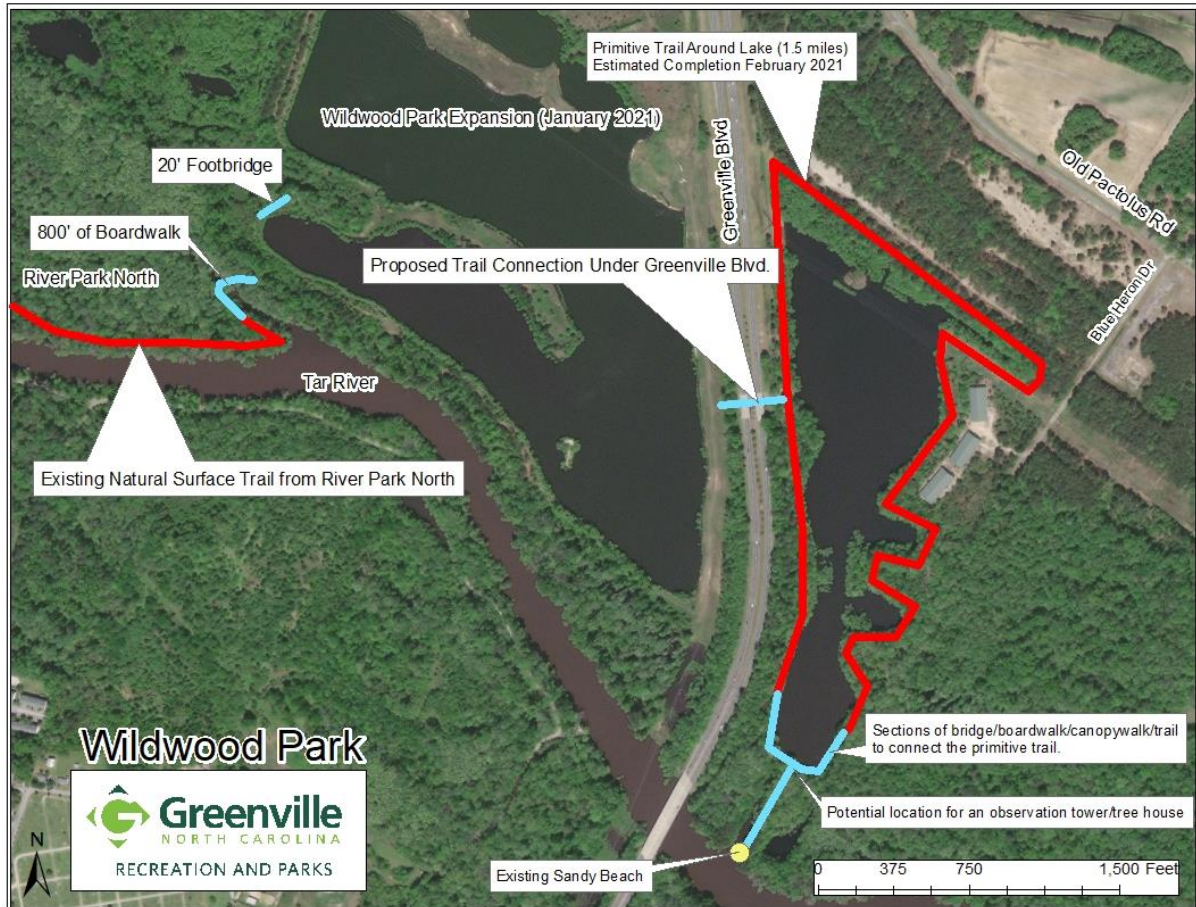 Primitive Trail Around Lake (1.5 miles)
Estimated Completion February 2021
Wildwood Park Expansion (January 2021)
20' Footbridge
Greenville Blvd
Old Pactolus Rd
800' of Boardwalk
Proposed Trail Connection Under Greenville Blvd.
River Park North
Blue Heron Dr
Tar River
Existing Natural Surface Trail from River Park North
Sections of bridge/boardwalk/canopywalk/trail
to connect the primitive trail.
Wildwood Park
Greenville
NORTH CAROLINA
RECREATION AND PARKS
N
Potential location for an observation tower/tree house
Existing Sandy Beach
0 375 750 1,500 Feet